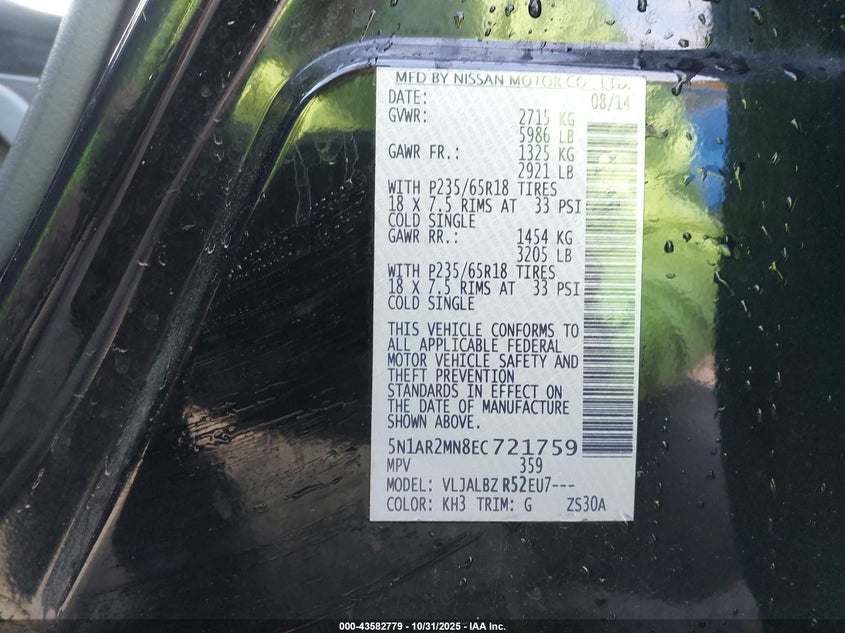 MFD BY NISSAN MOTOR CO., LTD.
DATE: 08/14
GVWR: 2715 KG
5986 LB
GAWR FR.: 1325 KG
2921 LB
WITH P235/65R18 TIRES
18 X 7.5 RIMS AT 33 PSI
COLD SINGLE
GAWR RR.: 1454 KG
3205 LB
WITH P235/65R18 TIRES
18 X 7.5 RIMS AT 33 PSI
COLD SINGLE
THIS VEHICLE CONFORMS TO
ALL APPLICABLE FEDERAL
MOTOR VEHICLE SAFETY AND
THEFT PREVENTION
STANDARDS IN EFFECT ON
THE DATE OF MANUFACTURE
SHOWN ABOVE.
5N1AR2MN8EC721759
MPV 359
MODEL: VLJALBZ R52EU7---
COLOR: KH3 TRIM: G ZS30A
000-43582779 - 10/31/2025 - IAA Inc.